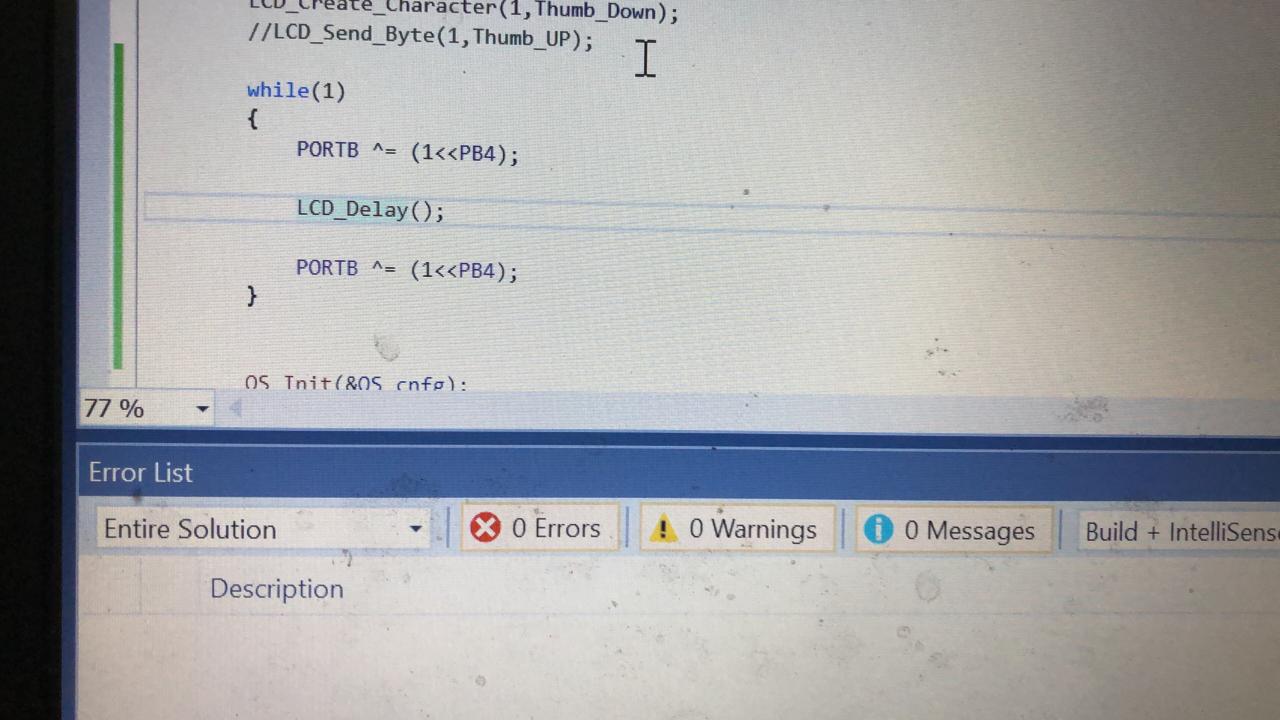 LCD_Create_Character(1,Thumb_Down);
//LCD_Send_Byte(1,Thumb_UP);
while(1)
{
PORTB ^= (1<<PB4);
LCD_Delay();
PORTB ^= (1<<PB4);
}
OS_Init(&OS_cnfg);
77 %
Error List
Entire Solution 0 Errors 0 Warnings 0 Messages Build + IntelliSens
Description